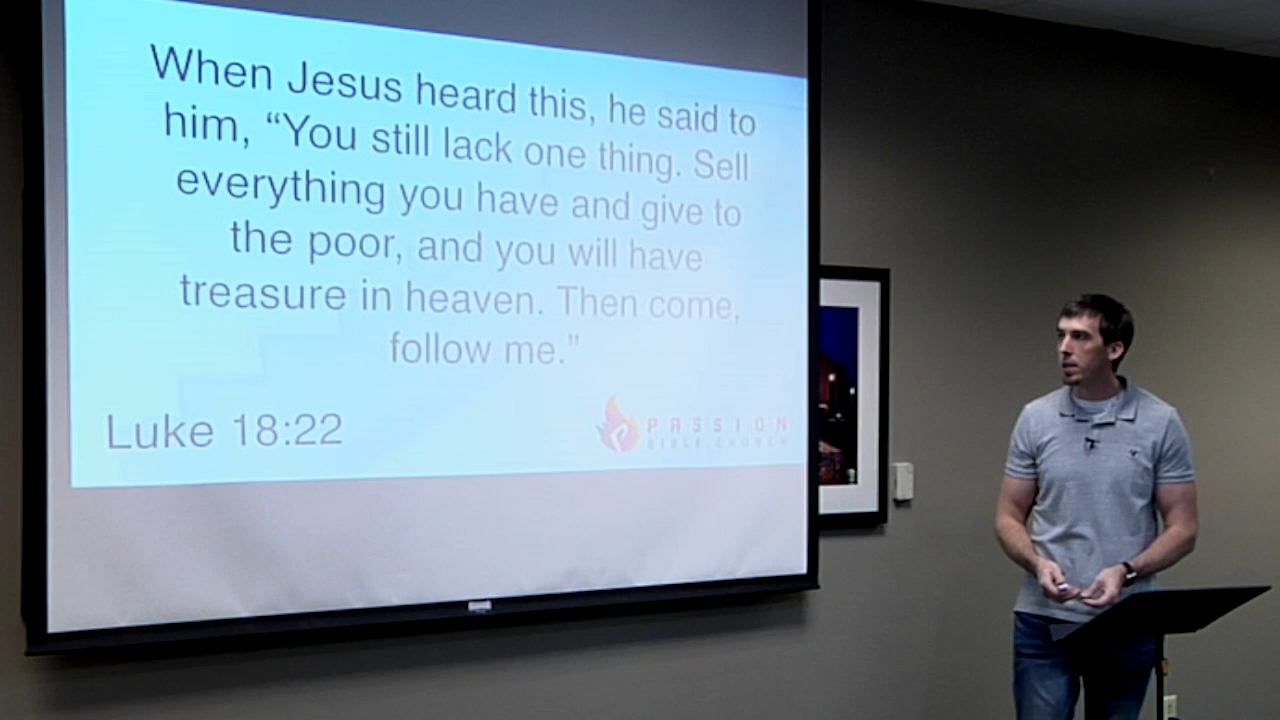 When Jesus heard this, he said to
him, “You still lack one thing. Sell
everything you have and give to
the poor, and you will have
treasure in heaven. Then come,
follow me.”
Luke 18:22
PASSION
BIBLE CHURCH